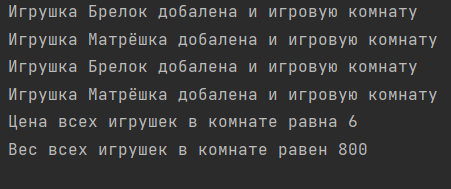 Игрушка Брелок добалена и игровую комнату
Игрушка Матрёшка добалена и игровую комнату
Игрушка Брелок добалена и игровую комнату
Игрушка Матрёшка добалена и игровую комнату
Цена всех игрушек в комнате равна 6
Вес всех игрушек в комнате равен 800